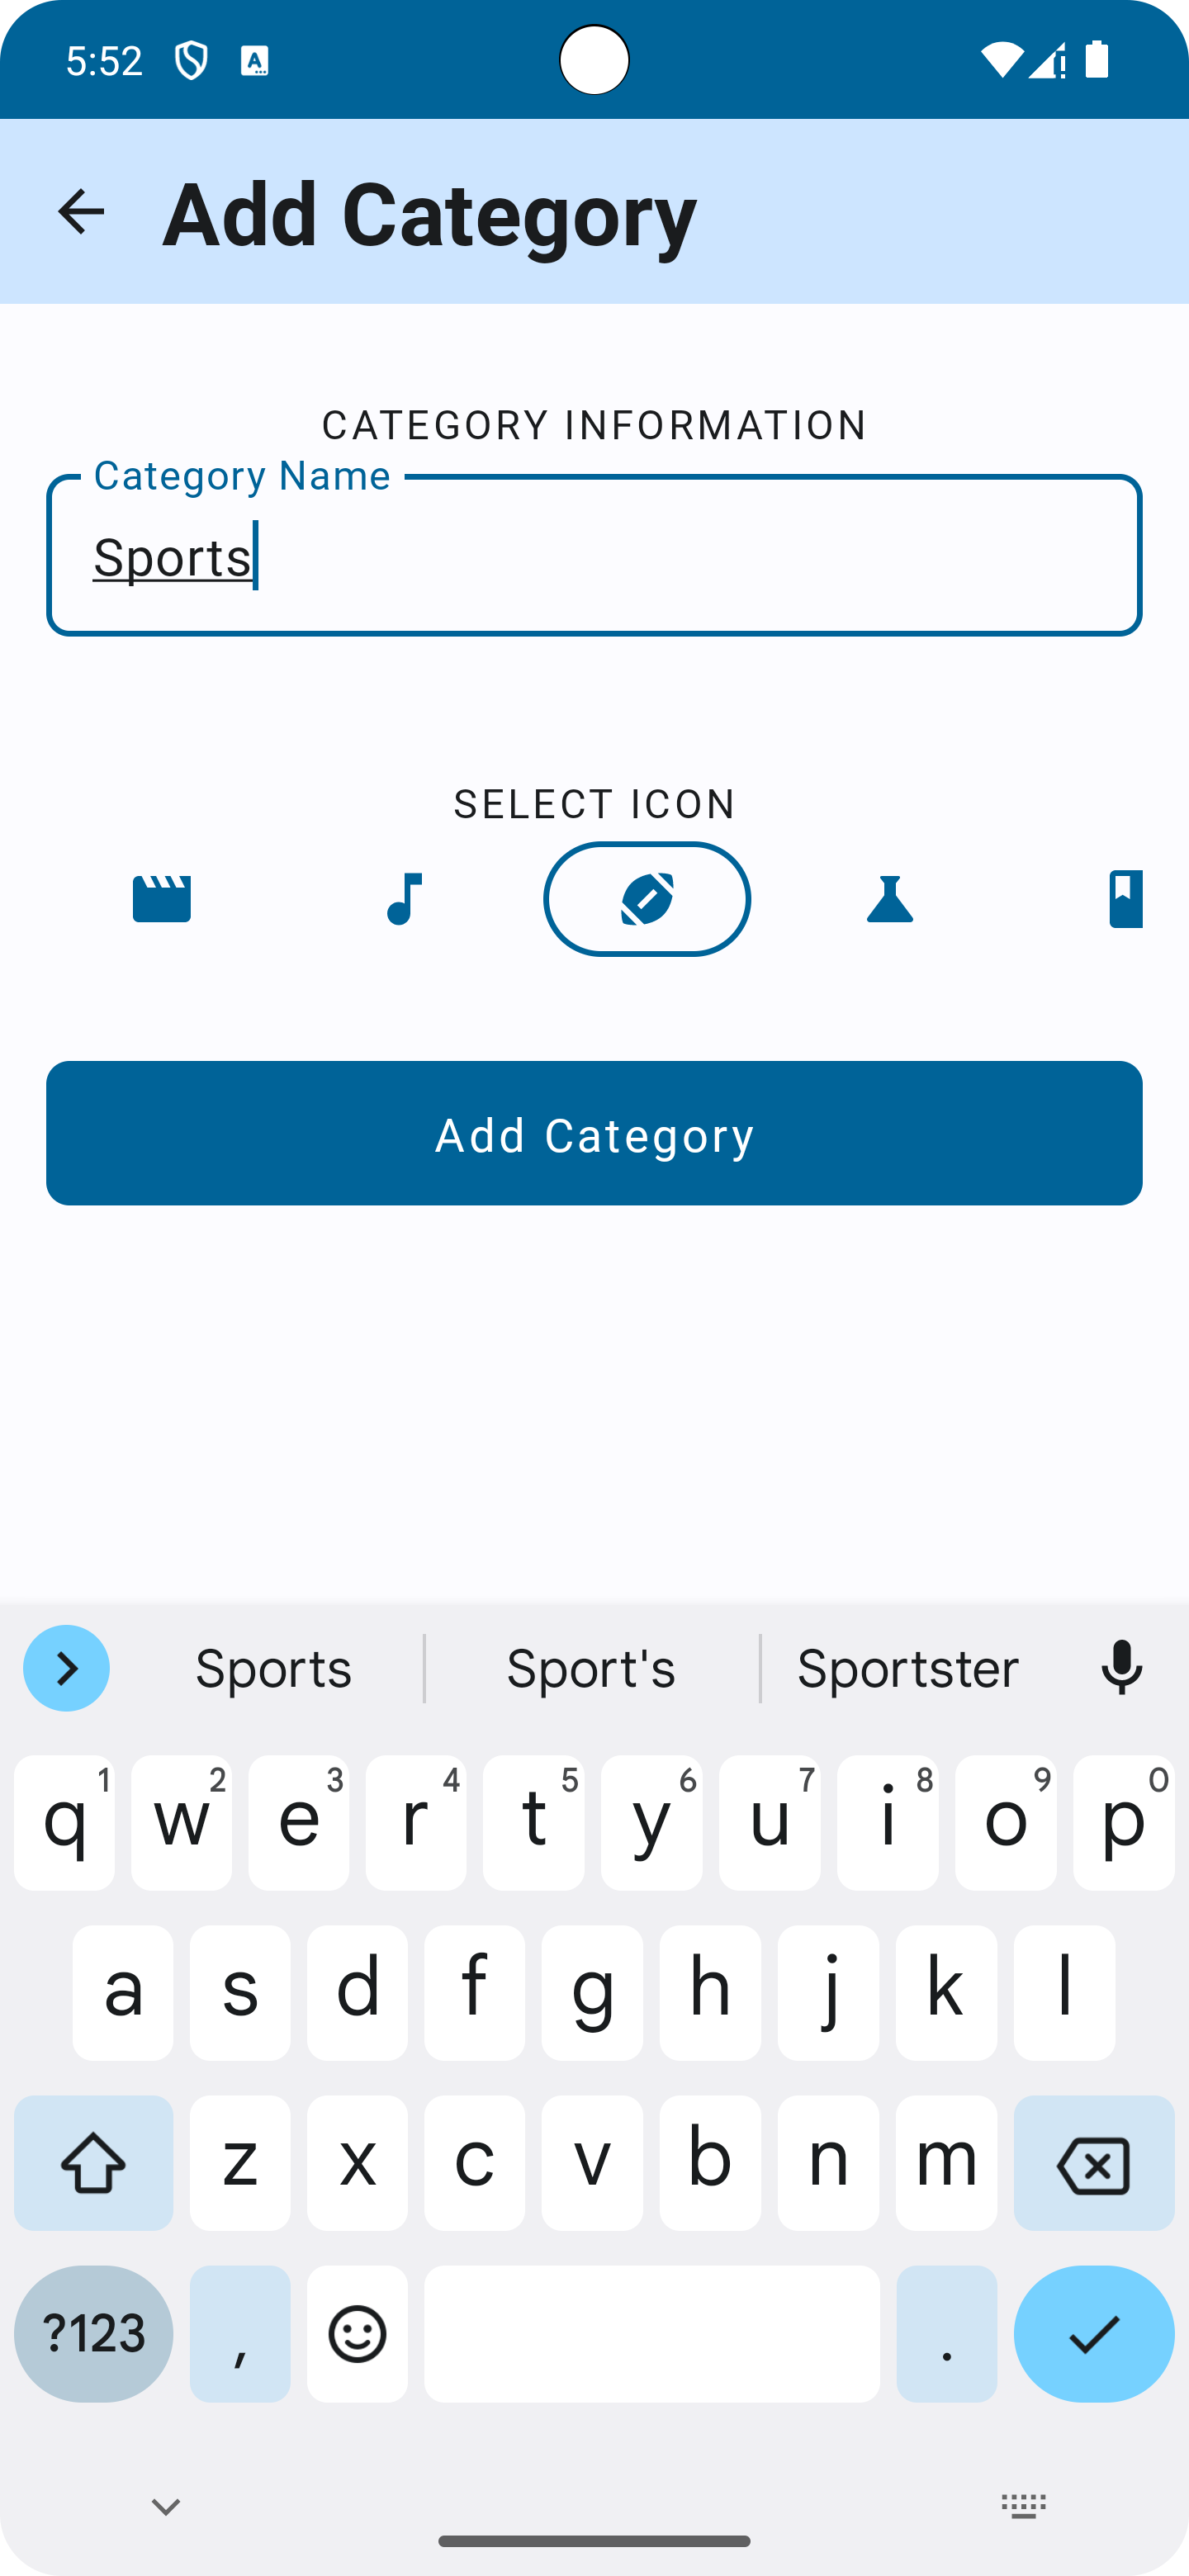 5:52
Add Category
CATEGORY INFORMATION
Category Name
Sports
SELECT ICON
Add Category
Sports Sport's Sportster
q 1 w 2 e 3 r 4 t 5 y 6 u 7 i 8 o 9 p 0
a s d f g h j k l
z x c v b n m
?123 , .